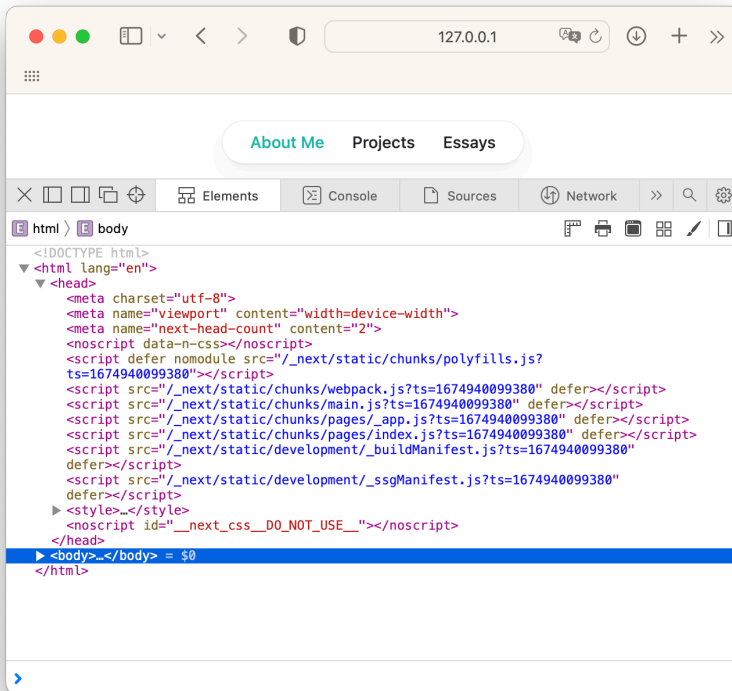 127.0.0.1
About Me Projects Essays
Elements Console Sources Network
E html E body
<!DOCTYPE html>
<html lang="en">
<head>
<meta charset="utf-8">
<meta name="viewport" content="width=device-width">
<meta name="next-head-count" content="2">
<noscript data-n-css></noscript>
<script defer nomodule src="/_next/static/chunks/polyfills.js?
ts=1674940099380"></script>
<script src="/_next/static/chunks/webpack.js?ts=1674940099380" defer></script>
<script src="/_next/static/chunks/main.js?ts=1674940099380" defer></script>
<script src="/_next/static/chunks/pages/_app.js?ts=1674940099380" defer></script>
<script src="/_next/static/chunks/pages/index.js?ts=1674940099380" defer></script>
<script src="/_next/static/development/_buildManifest.js?ts=1674940099380"
defer></script>
<script src="/_next/static/development/_ssgManifest.js?ts=1674940099380"
defer></script>
<style>…</style>
<noscript id="__next_css__DO_NOT_USE__"></noscript>
</head>
<body>…</body> = $0
</html>